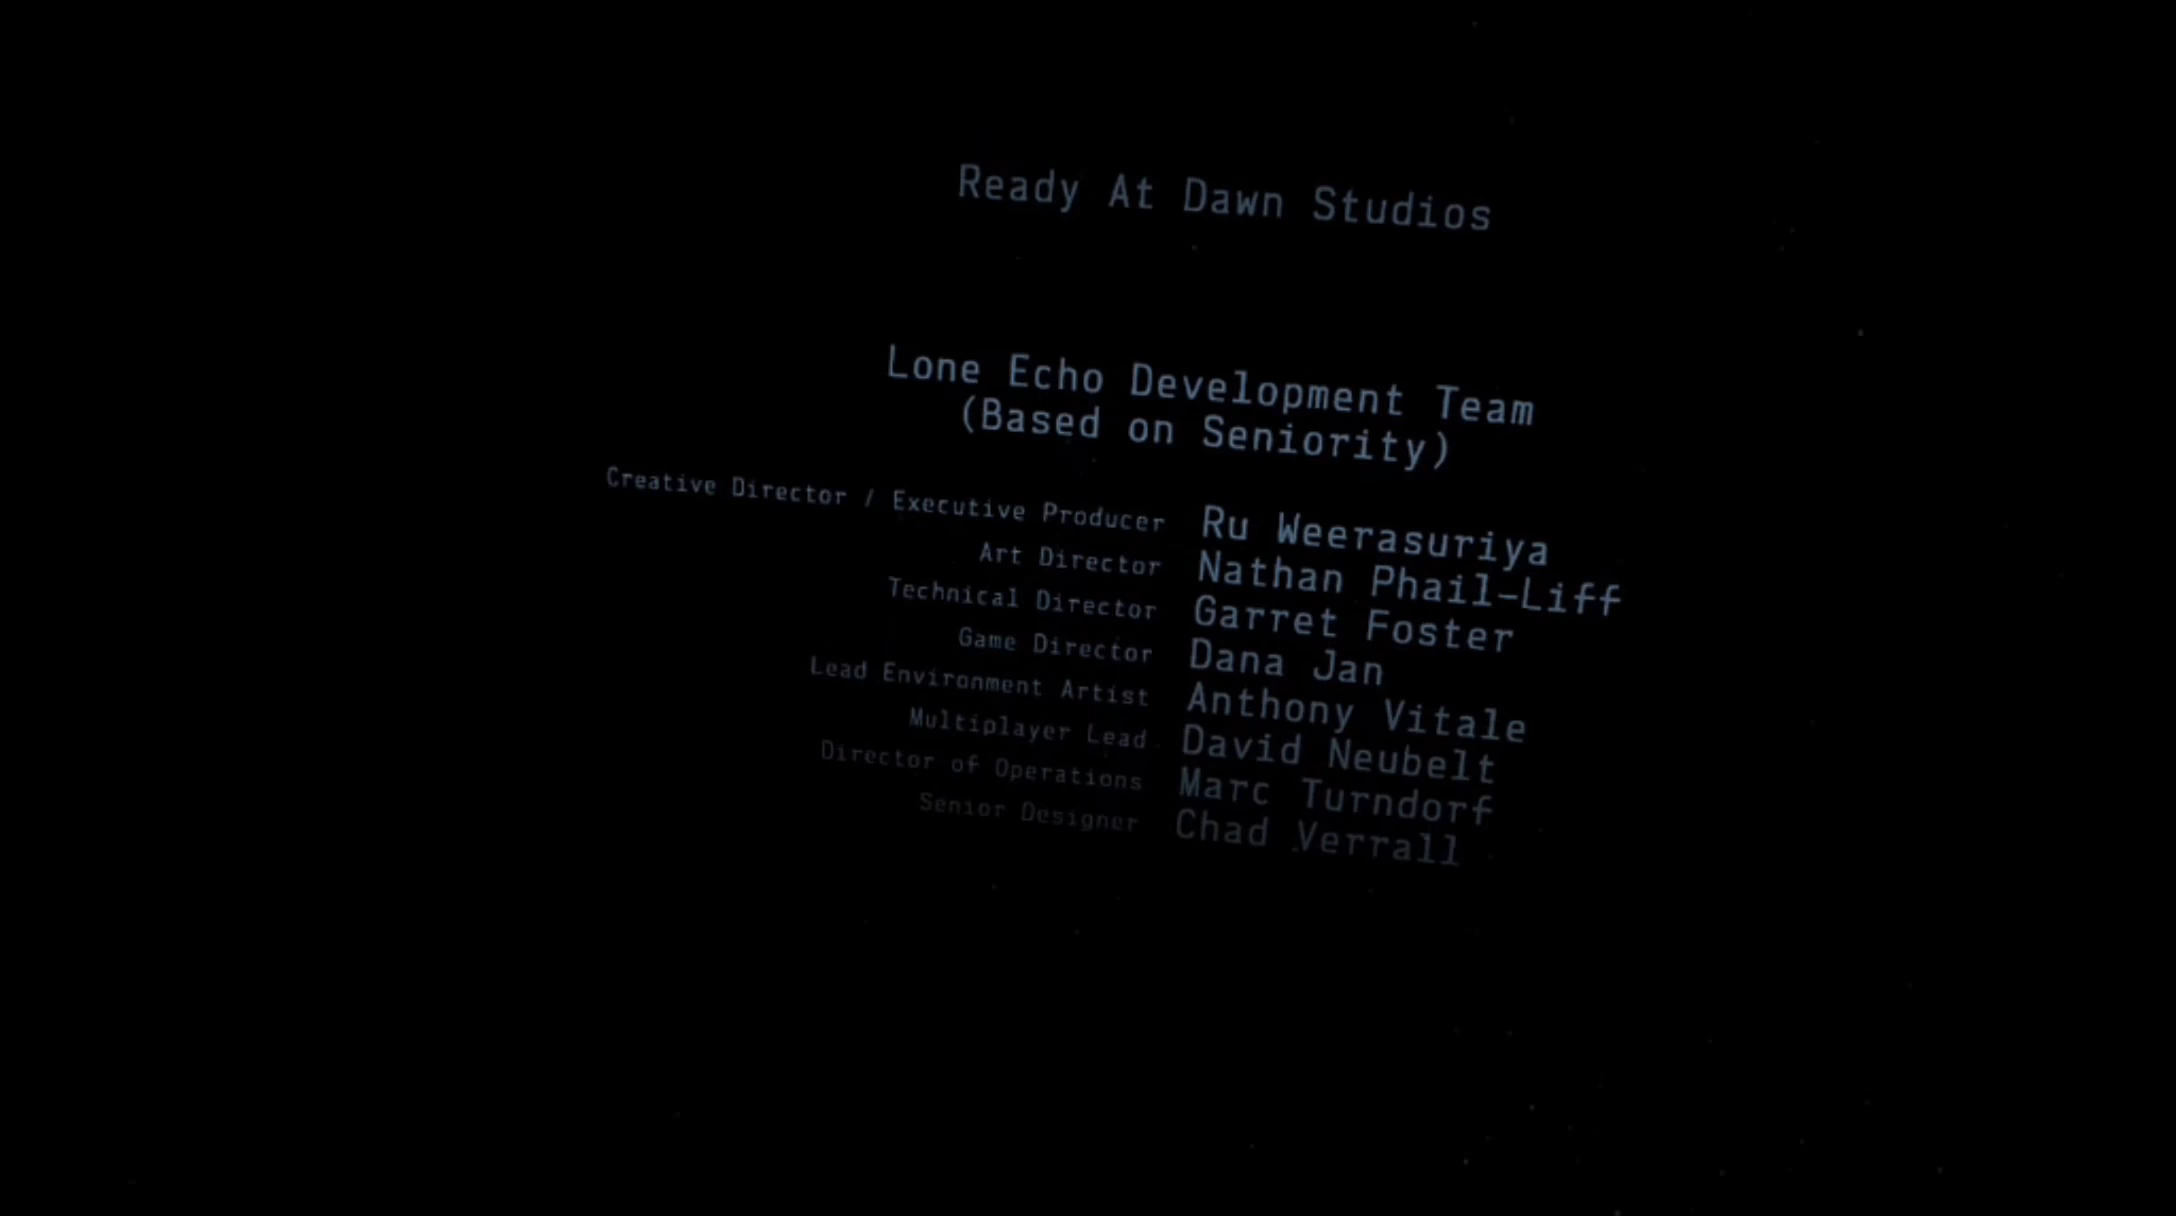 Ready At Dawn Studios
Lone Echo Development Team
(Based on Seniority)
Creative Director / Executive Producer Ru Weerasuriya
Art Director Nathan Phail-Liff
Technical Director Garret Foster
Game Director Dana Jan
Lead Environment Artist Anthony Vitale
Multiplayer Lead David Neubelt
Director of Operations Marc Turndorf
Senior Designer Chad Verrall